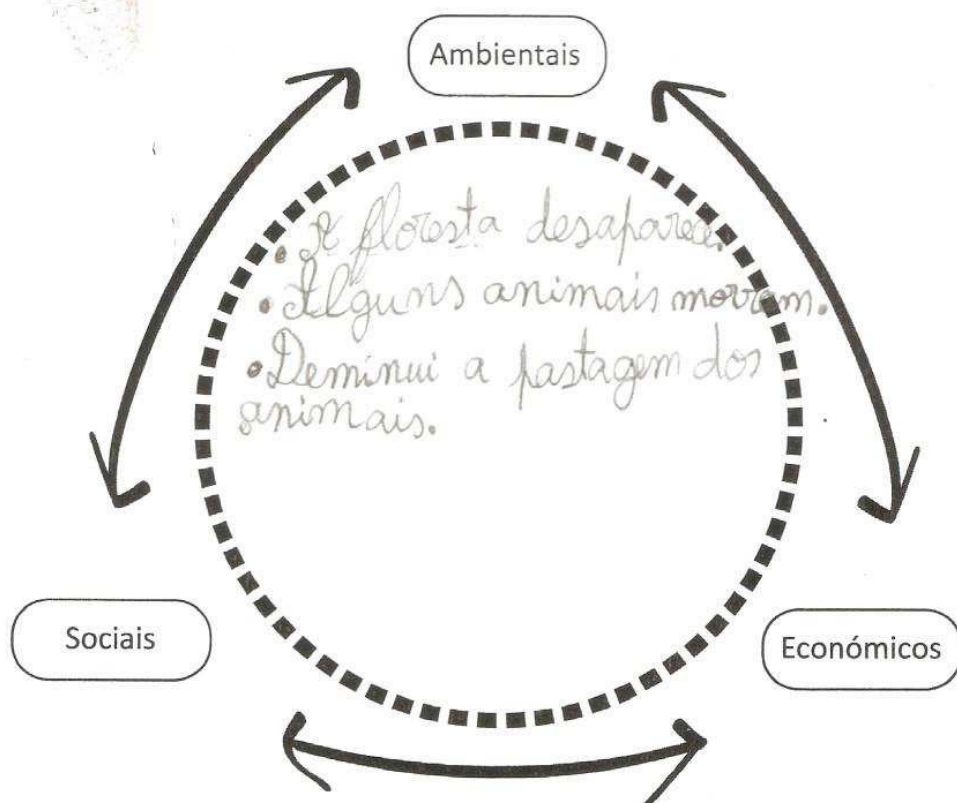 Ambientais
• A floresta desaparece.
• Alguns animais morrem.
• Deminui a pastagem dos
animais.
Sociais
Económicos